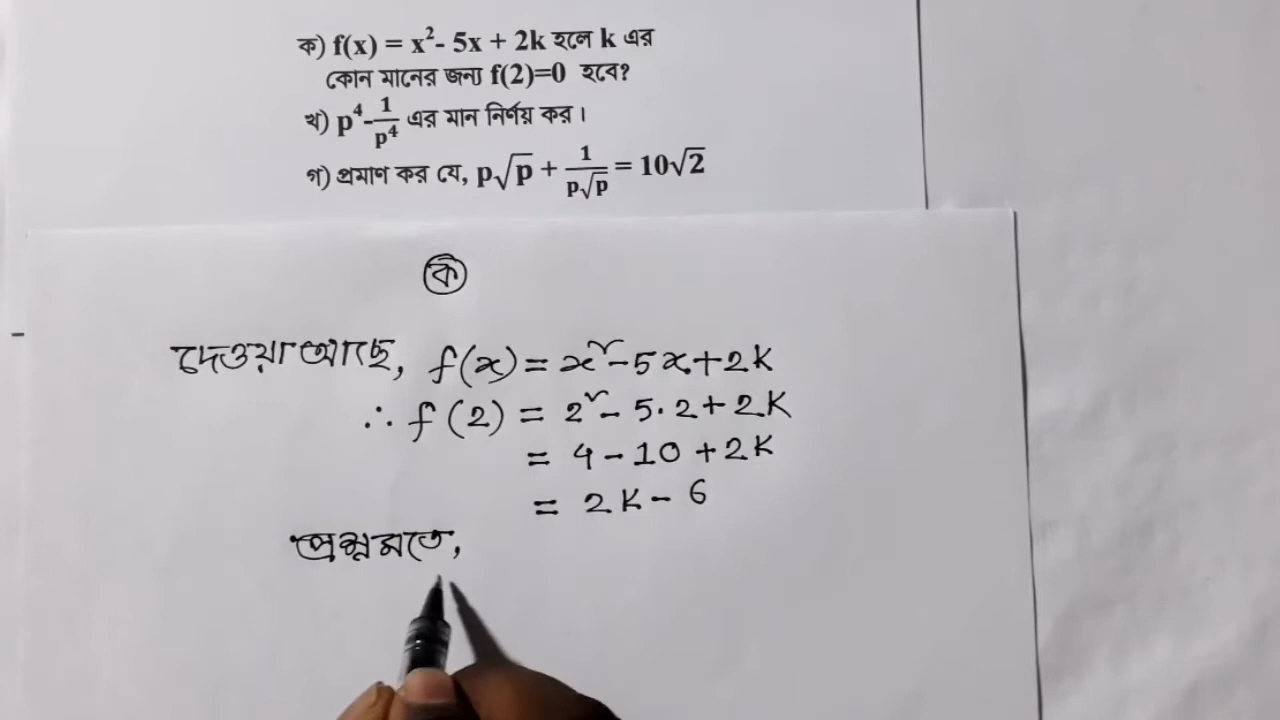 ক) f(x) = x²- 5x + 2k হলে k এর
কোন মানের জন্য f(2)=0 হবে?
খ) p⁴-1/p⁴ এর মান নির্ণয় কর।
গ) প্রমাণ কর যে, p√p + 1/p√p = 10√2
ক
দেওয়া আছে, f(x) = x² - 5x + 2k
∴ f(2) = 2² - 5.2 + 2k
= 4 - 10 + 2k
= 2k - 6
প্রশ্নমতে,